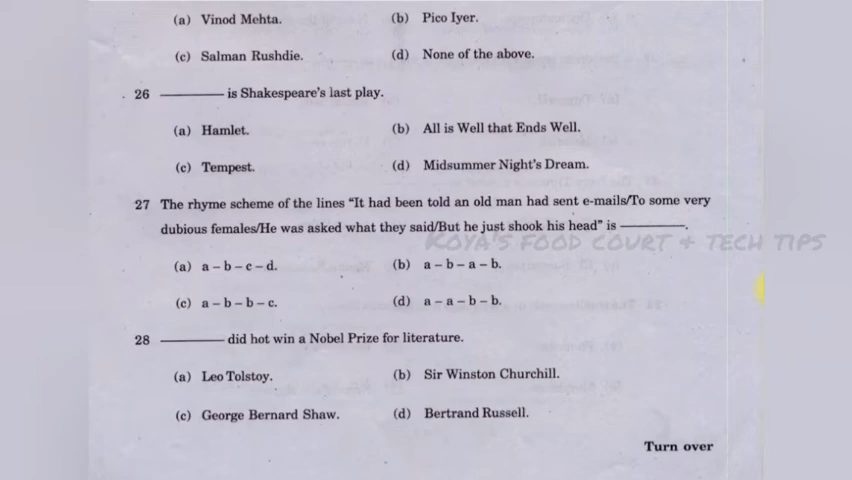 (a) Vinod Mehta. (b) Pico Iyer.
(c) Salman Rushdie. (d) None of the above.
26 ——— is Shakespeare's last play.
(a) Hamlet. (b) All is Well that Ends Well.
(c) Tempest. (d) Midsummer Night's Dream.
27 The rhyme scheme of the lines “It had been told an old man had sent e-mails/To some very
dubious females/He was asked what they said/But he just shook his head” is ———.
KOYA'S FOOD COURT & TECH TIPS
(a) a – b – c – d. (b) a – b – a – b.
(c) a – b – b – c. (d) a – a – b – b.
28 ——— did hot win a Nobel Prize for literature.
(a) Leo Tolstoy. (b) Sir Winston Churchill.
(c) George Bernard Shaw. (d) Bertrand Russell.
Turn over